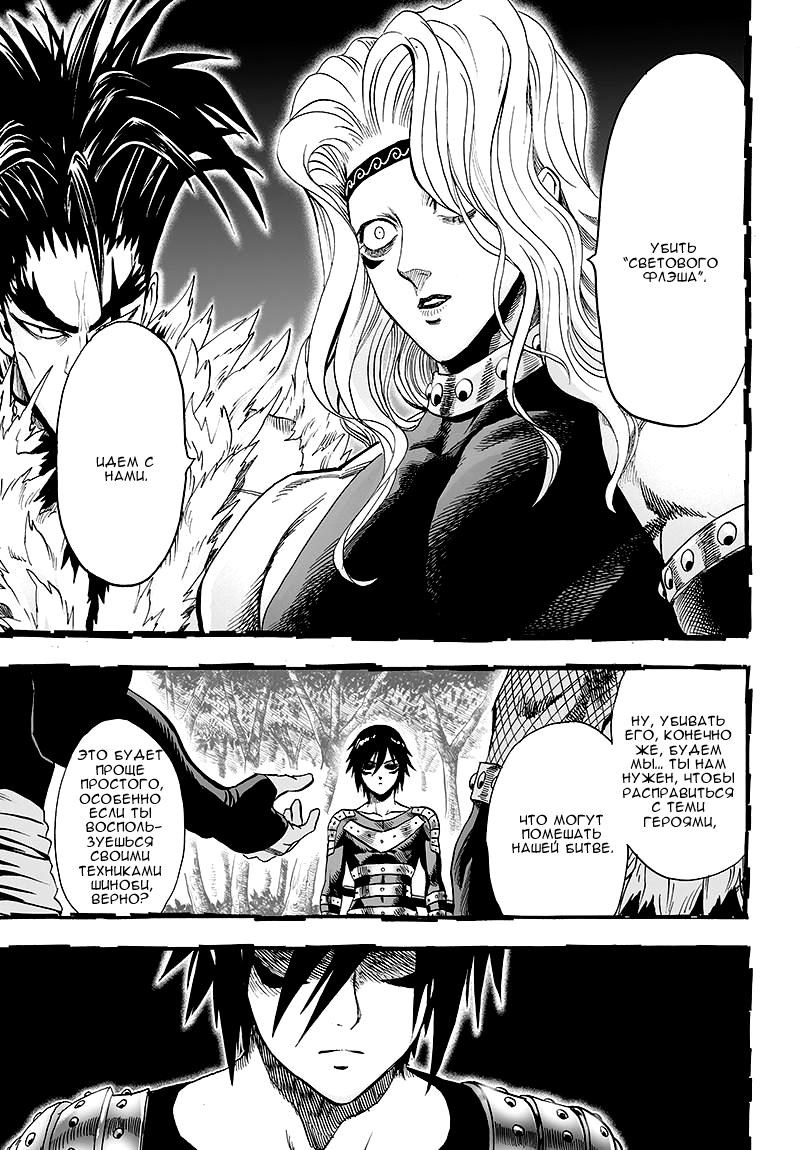 УБИТЬ
"СВЕТОВОГО
ФЛЭША".
ИДЕМ С
НАМИ.
НУ, УБИВАТЬ
ЕГО, КОНЕЧНО
ЖЕ, БУДЕМ
МЫ... ТЫ НАМ
НУЖЕН, ЧТОБЫ
РАСПРАВИТЬСЯ
С ТЕМИ
ГЕРОЯМИ,
ЧТО МОГУТ
ПОМЕШАТЬ
НАШЕЙ БИТВЕ.
ЭТО БУДЕТ
ПРОЩЕ
ПРОСТОГО,
ОСОБЕННО
ЕСЛИ ТЫ
ВОСПОЛЬ-
ЗУЕШЬСЯ
СВОИМИ
ТЕХНИКАМИ
ШИНОБИ,
ВЕРНО?